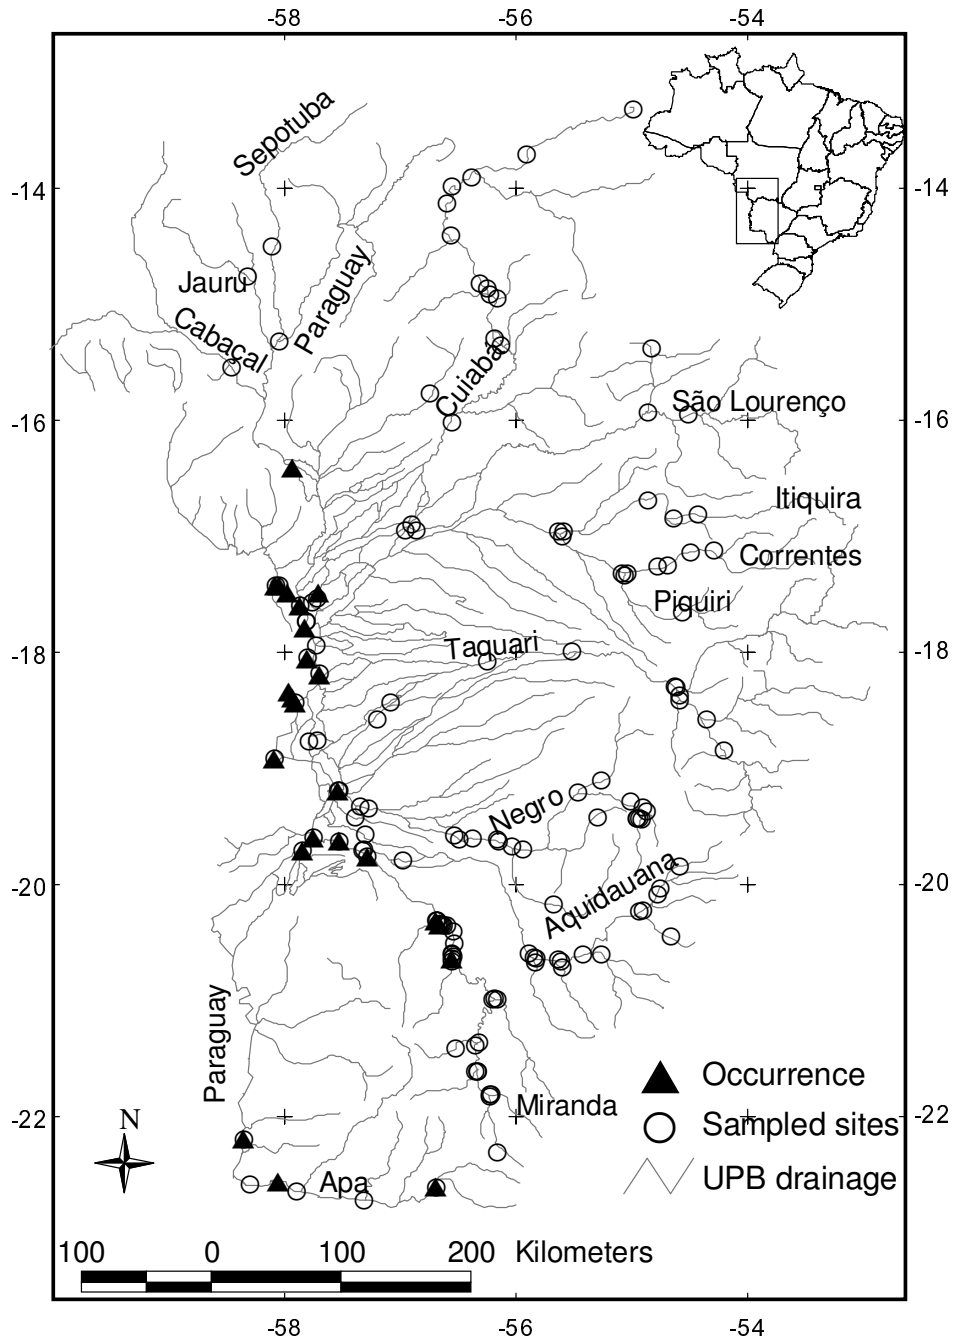 -58
-56
-54
Sepotuba
-14
-14
Jauru
Paraguay
Cabaçal
Cuiaba
São Lourenço
-16
-16
Itiquira
Correntes
Piquiri
Taquari
-18
-18
Negro
Aquidauana
-20
-20
Paraguay
Occurrence
Miranda
Sampled sites
-22
-22
N
Apa
UPB drainage
100
0
100
200
Kilometers
-58
-56
-54